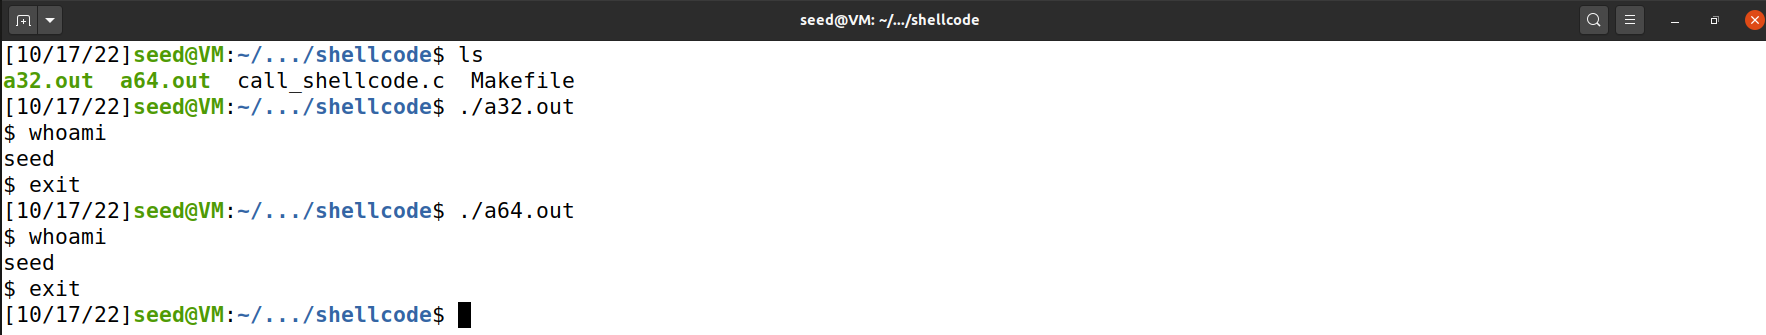 seed@VM: ~/.../shellcode
[10/17/22]seed@VM:~/.../shellcode$ ls
a32.out  a64.out  call_shellcode.c  Makefile
[10/17/22]seed@VM:~/.../shellcode$ ./a32.out
$ whoami
seed
$ exit
[10/17/22]seed@VM:~/.../shellcode$ ./a64.out
$ whoami
seed
$ exit
[10/17/22]seed@VM:~/.../shellcode$